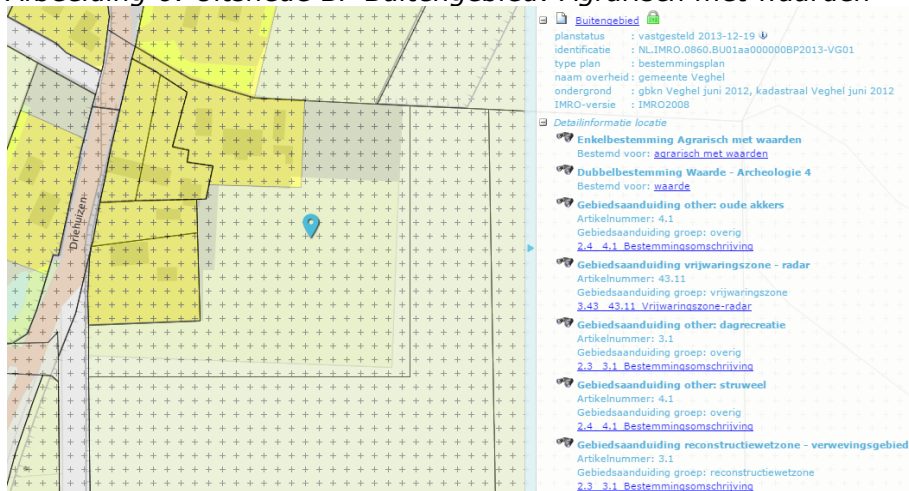 Afbeelding 6: Uitsnede BP Buitengebied: Agrarisch met waarden
Buitengebied
planstatus : vastgesteld 2013-12-19
identificatie : NL.IMRO.0860.BU01aa000000BP2013-VG01
type plan : bestemmingsplan
naam overheid : gemeente Veghel
ondergrond : gbkn Veghel juni 2012, kadastraal Veghel juni 2012
IMRO-versie : IMRO2008
Detailinformatie locatie
Enkelbestemming Agrarisch met waarden
Bestemd voor: agrarisch met waarden
Dubbelbestemming Waarde - Archeologie 4
Bestemd voor: waarde
Gebiedsaanduiding other: oude akkers
Artikelnummer: 4.1
Gebiedsaanduiding groep: overig
2.4 4.1 Bestemmingsomschrijving
Gebiedsaanduiding vrijwaringszone - radar
Artikelnummer: 43.11
Gebiedsaanduiding groep: vrijwaringszone
3.43 43.11 Vrijwaringszone-radar
Gebiedsaanduiding other: dagrecreatie
Artikelnummer: 3.1
Gebiedsaanduiding groep: overig
2.3 3.1 Bestemmingsomschrijving
Gebiedsaanduiding other: struweel
Artikelnummer: 4.1
Gebiedsaanduiding groep: overig
2.4 4.1 Bestemmingsomschrijving
Gebiedsaanduiding reconstructiewetzone - verwevingsgebied
Artikelnummer: 3.1
Gebiedsaanduiding groep: reconstructiewetzone
2.3 3.1 Bestemmingsomschrijving
Driehuizen